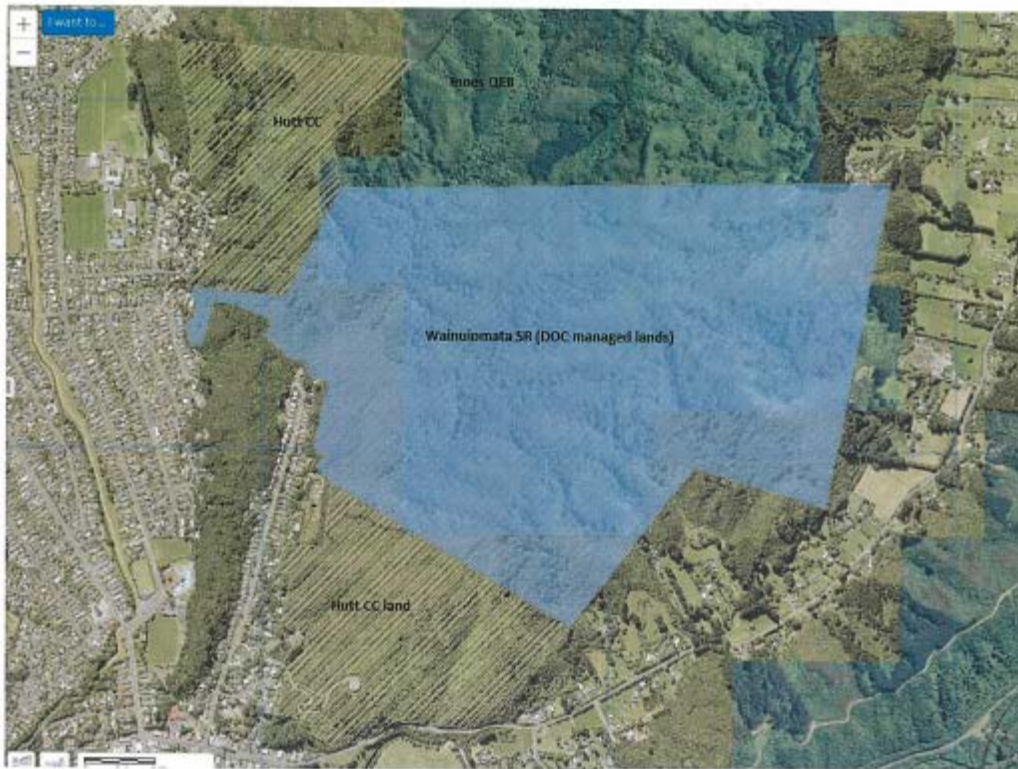 I want to...
Innes QEII
Hutt CC
Wainuiomata SR (DOC managed lands)
Hutt CC land